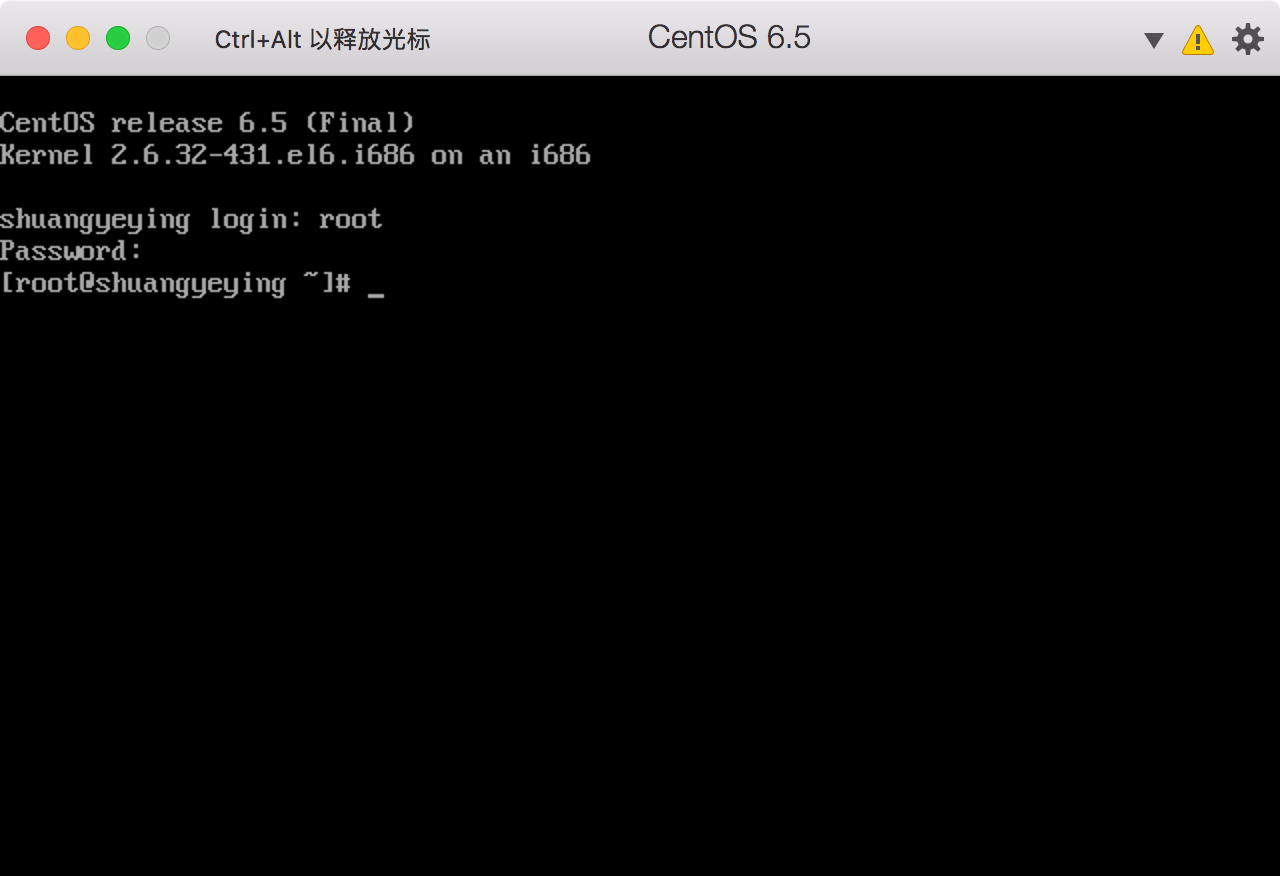 Ctrl+Alt 以释放光标 CentOS 6.5
CentOS release 6.5 (Final)
Kernel 2.6.32-431.el6.i686 on an i686
shuangyeying login: root
Password:
[root@shuangyeying ~]# _